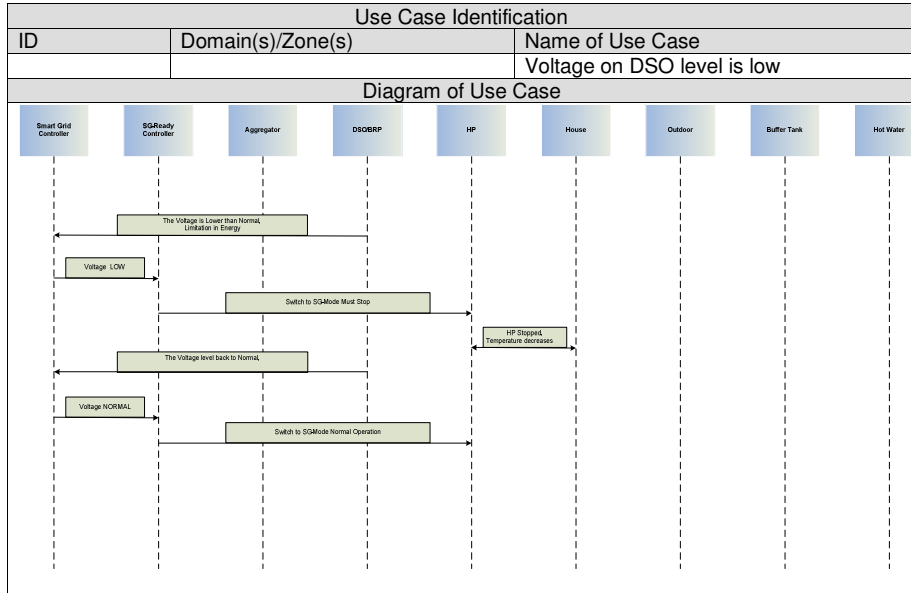 Use Case Identification
ID Domain(s)/Zone(s) Name of Use Case
Voltage on DSO level is low
Diagram of Use Case
Smart Grid
Controller
SG-Ready
Controller
Aggregator
DSO/BRP
HP
House
Outdoor
Buffer Tank
Hot Water
The Voltage is Lower than Normal,
Limitation in Energy
Voltage LOW
Switch to SG-Mode Must Stop
HP Stopped,
Temperature decreases
The Voltage level back to Normal,
Voltage NORMAL
Switch to SG-Mode Normal Operation